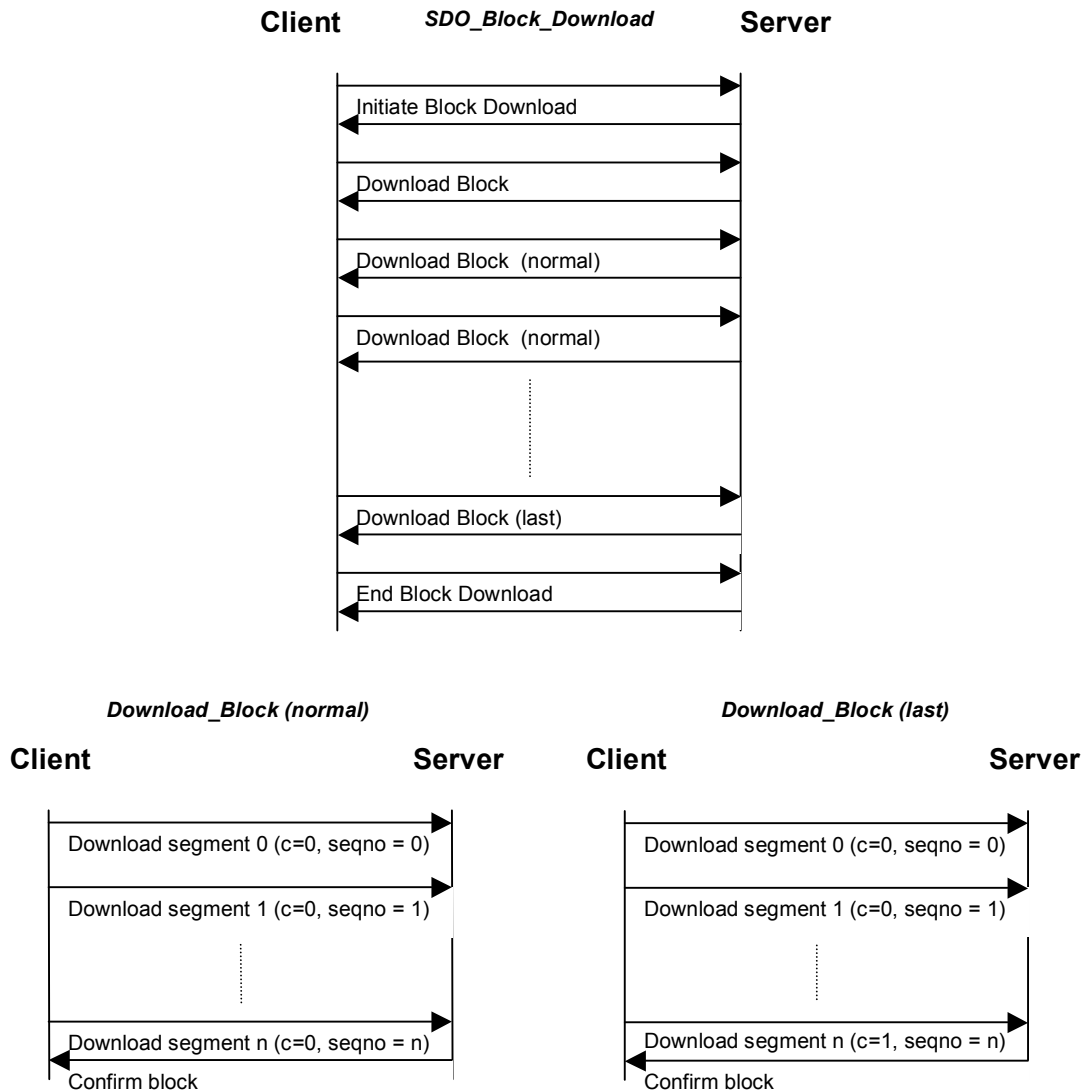 Client SDO_Block_Download Server
Initiate Block Download
Download Block
Download Block (normal)
Download Block (normal)
Download Block (last)
End Block Download
Download_Block (normal)
Client Server
Download segment 0 (c=0, seqno = 0)
Download segment 1 (c=0, seqno = 1)
Download segment n (c=0, seqno = n)
Confirm block
Download_Block (last)
Client Server
Download segment 0 (c=0, seqno = 0)
Download segment 1 (c=0, seqno = 1)
Download segment n (c=1, seqno = n)
Confirm block